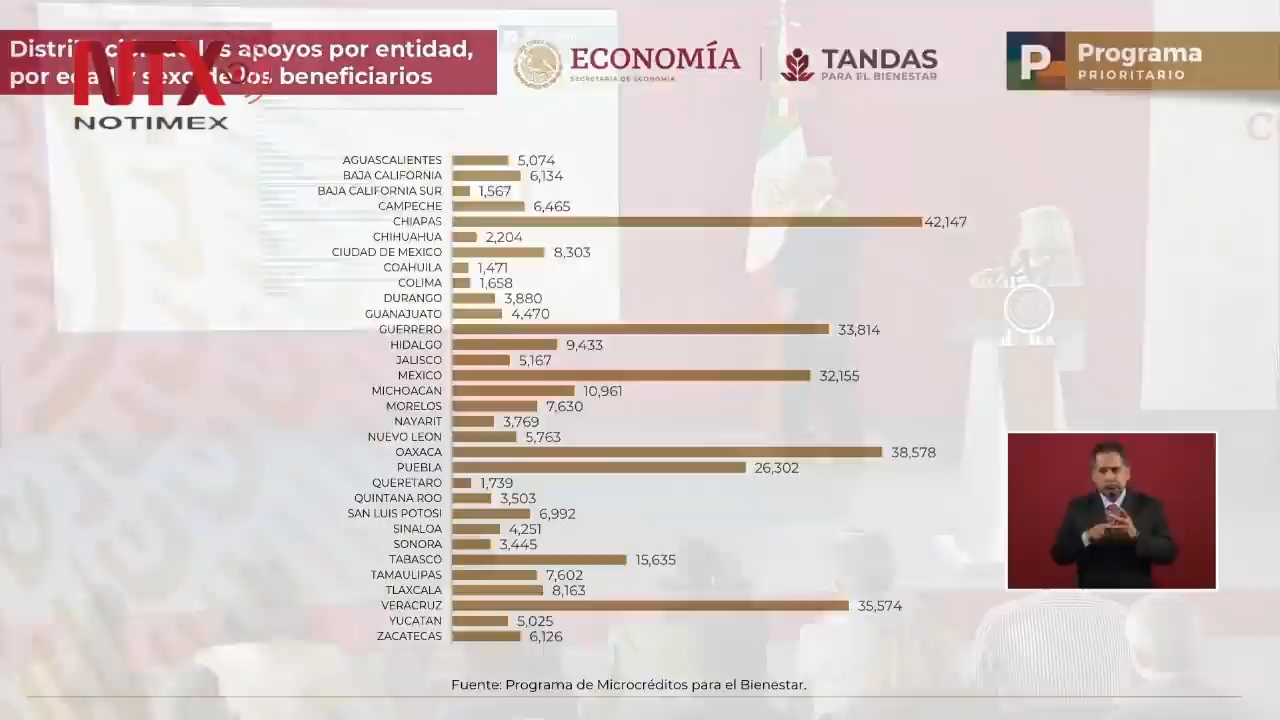 Distribución de los apoyos por entidad,
por edad y sexo de los beneficiarios
NTX
NOTIMEX
ECONOMÍA
SECRETARÍA DE ECONOMÍA
TANDAS
PARA EL BIENESTAR
P
Programa
PRIORITARIO
C
AGUASCALIENTES 5,074
BAJA CALIFORNIA 6,134
BAJA CALIFORNIA SUR 1,567
CAMPECHE 6,465
CHIAPAS 42,147
CHIHUAHUA 2,204
CIUDAD DE MEXICO 8,303
COAHUILA 1,471
COLIMA 1,658
DURANGO 3,880
GUANAJUATO 4,470
GUERRERO 33,814
HIDALGO 9,433
JALISCO 5,167
MEXICO 32,155
MICHOACAN 10,961
MORELOS 7,630
NAYARIT 3,769
NUEVO LEON 5,763
OAXACA 38,578
PUEBLA 26,302
QUERETARO 1,739
QUINTANA ROO 3,503
SAN LUIS POTOSI 6,992
SINALOA 4,251
SONORA 3,445
TABASCO 15,635
TAMAULIPAS 7,602
TLAXCALA 8,163
VERACRUZ 35,574
YUCATAN 5,025
ZACATECAS 6,126
Fuente: Programa de Microcréditos para el Bienestar.